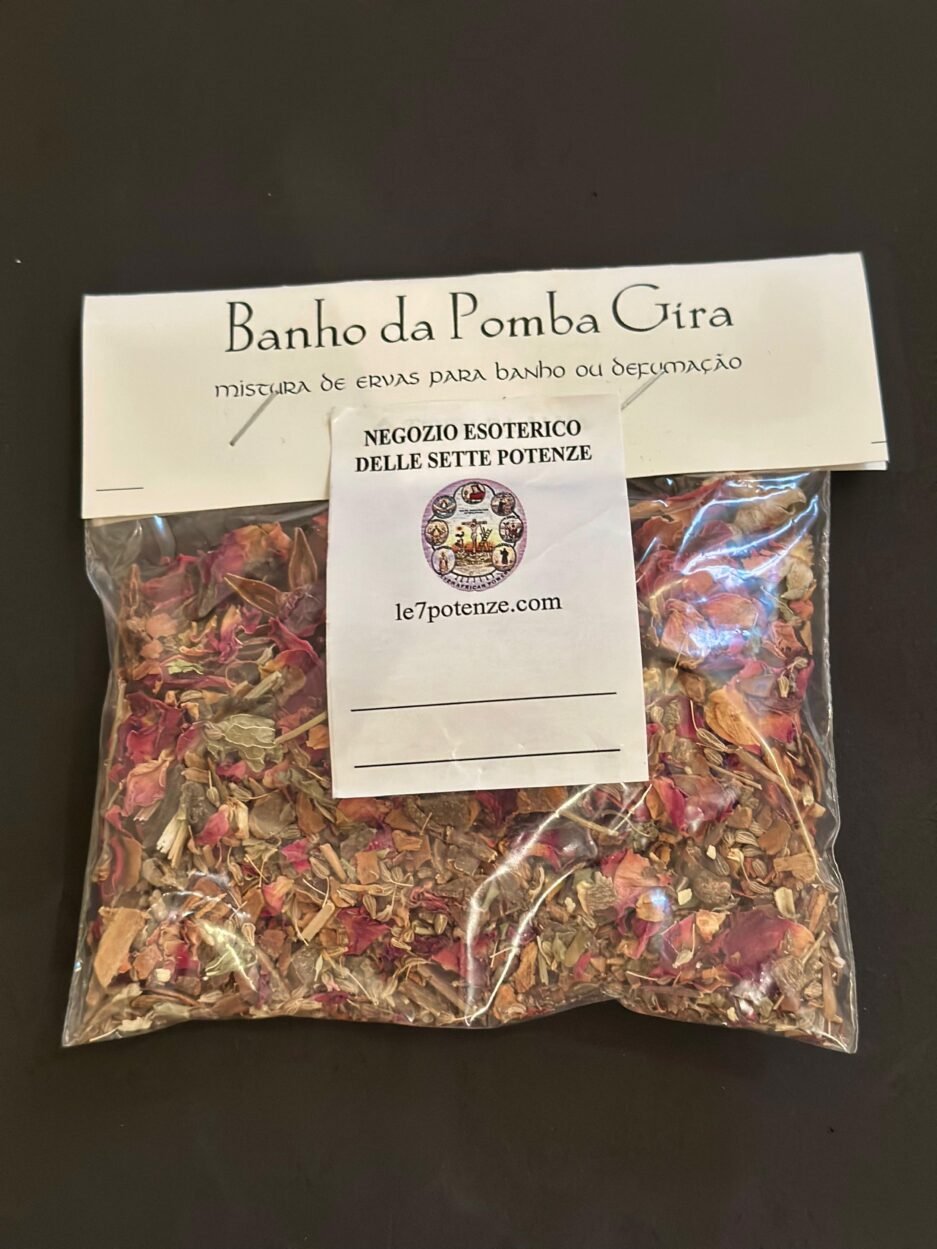 Banho da Pomba Gira
mistura de ervas para banho ou defumação
NEGOZIO ESOTERICO
DELLE SETTE POTENZE
le7potenze.com